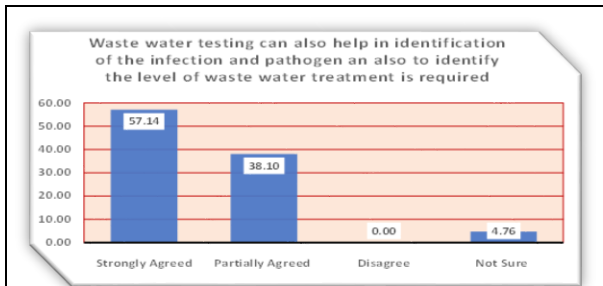 Waste water testing can also help in identification
of the infection and pathogen an also to identify
the level of waste water treatment is required
60.00
50.00
40.00
30.00
20.00
10.00
0.00
57.14
38.10
0.00
4.76
Strongly Agreed
Partially Agreed
Disagree
Not Sure